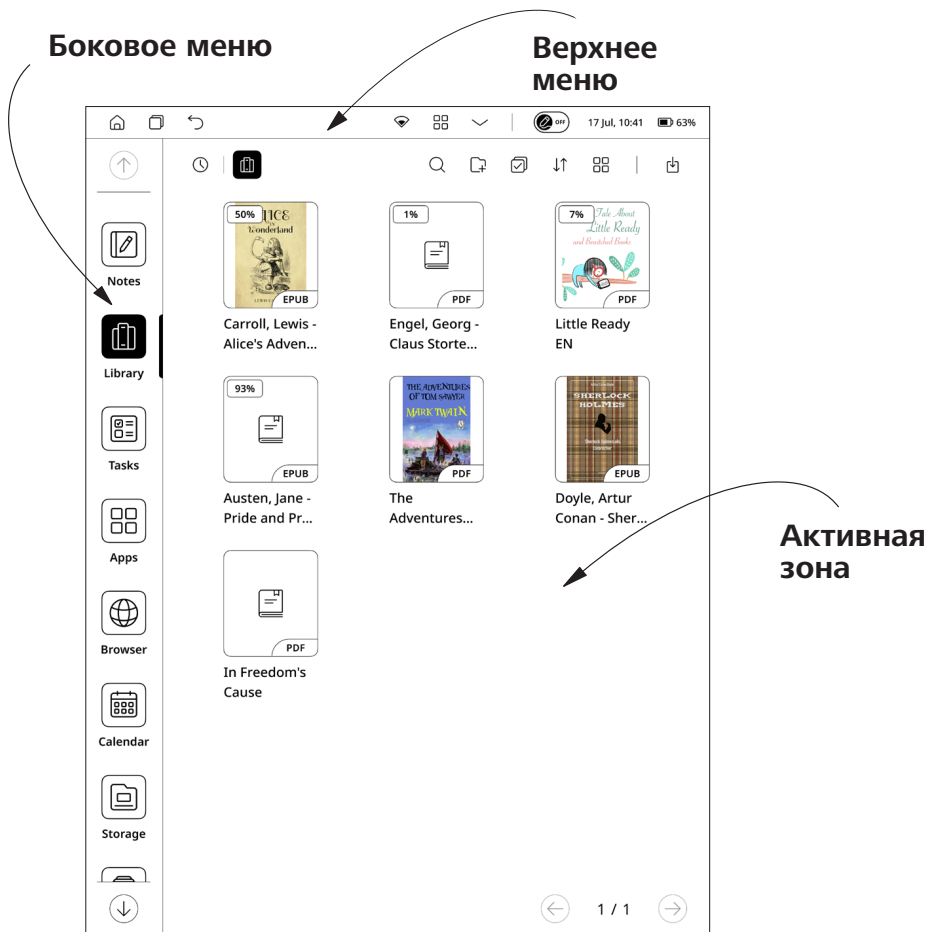 Боковое меню
Верхнее
меню
OFF
17 Jul, 10:41
63%
Notes
Library
Tasks
Apps
Browser
Calendar
Storage
50%
ALICE
IN
Wonderland
EPUB
Carroll, Lewis -
Alice's Adven...
1%
PDF
Engel, Georg -
Claus Storte...
7%
Tale About
Little Ready
and Bewitched Books
PDF
Little Ready
EN
93%
EPUB
Austen, Jane -
Pride and Pr...
THE ADVENTURES
OF TOM SAWYER
MARK TWAIN
PDF
The
Adventures...
SHERLOCK
HOLMES
EPUB
Doyle, Artur
Conan - Sher...
PDF
In Freedom's
Cause
Активная
зона
1 / 1